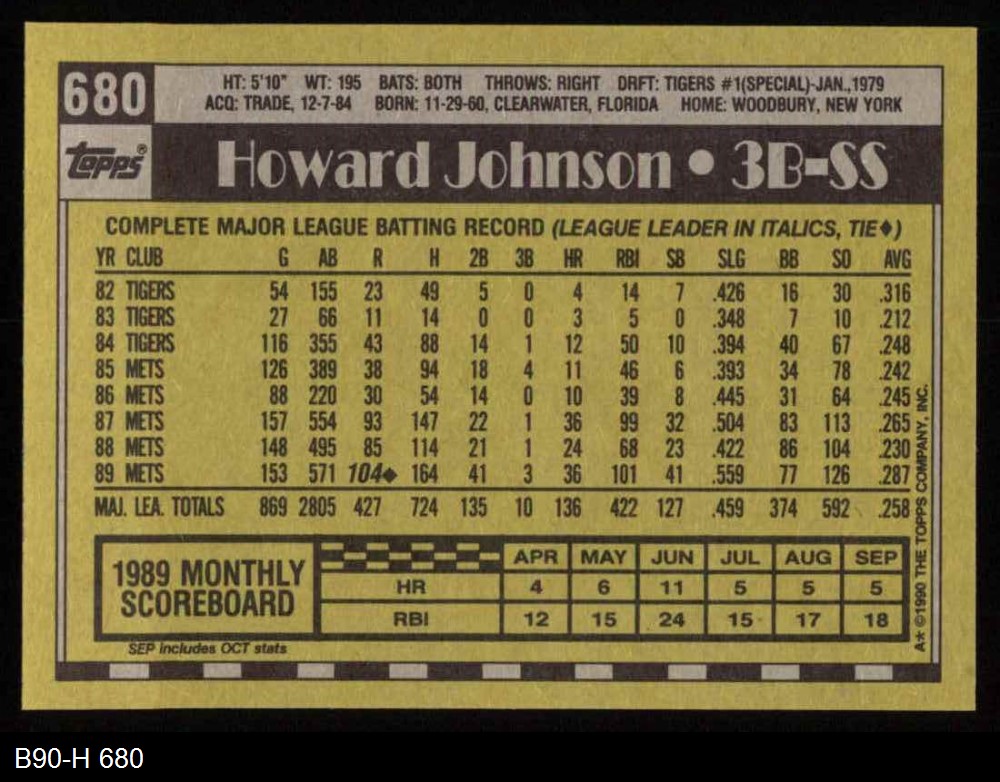 680
HT: 5'10" WT: 195 BATS: BOTH THROWS: RIGHT DRFT: TIGERS #1(SPECIAL)-JAN.,1979
ACQ: TRADE, 12-7-84 BORN: 11-29-60, CLEARWATER, FLORIDA HOME: WOODBURY, NEW YORK
TOPPS®
Howard Johnson • 3B-SS
COMPLETE MAJOR LEAGUE BATTING RECORD (LEAGUE LEADER IN ITALICS, TIE♦)
YR CLUB G AB R H 2B 3B HR RBI SB SLG BB SO AVG
82 TIGERS 54 155 23 49 5 0 4 14 7 .426 16 30 .316
83 TIGERS 27 66 11 14 0 0 3 5 0 .348 7 10 .212
84 TIGERS 116 355 43 88 14 1 12 50 10 .394 40 67 .248
85 METS 126 389 38 94 18 4 11 46 6 .393 34 78 .242
86 METS 88 220 30 54 14 0 10 39 8 .445 31 64 .245
87 METS 157 554 93 147 22 1 36 99 32 .504 83 113 .265
88 METS 148 495 85 114 21 1 24 68 23 .422 86 104 .230
89 METS 153 571 104♦ 164 41 3 36 101 41 .559 77 126 .287
MAJ. LEA. TOTALS 869 2805 427 724 135 10 136 422 127 .459 374 592 .258
1989 MONTHLY SCOREBOARD
APR MAY JUN JUL AUG SEP
HR 4 6 11 5 5 5
RBI 12 15 24 15 17 18
SEP includes OCT stats
A* ©1990 THE TOPPS COMPANY, INC.
B90-H 680